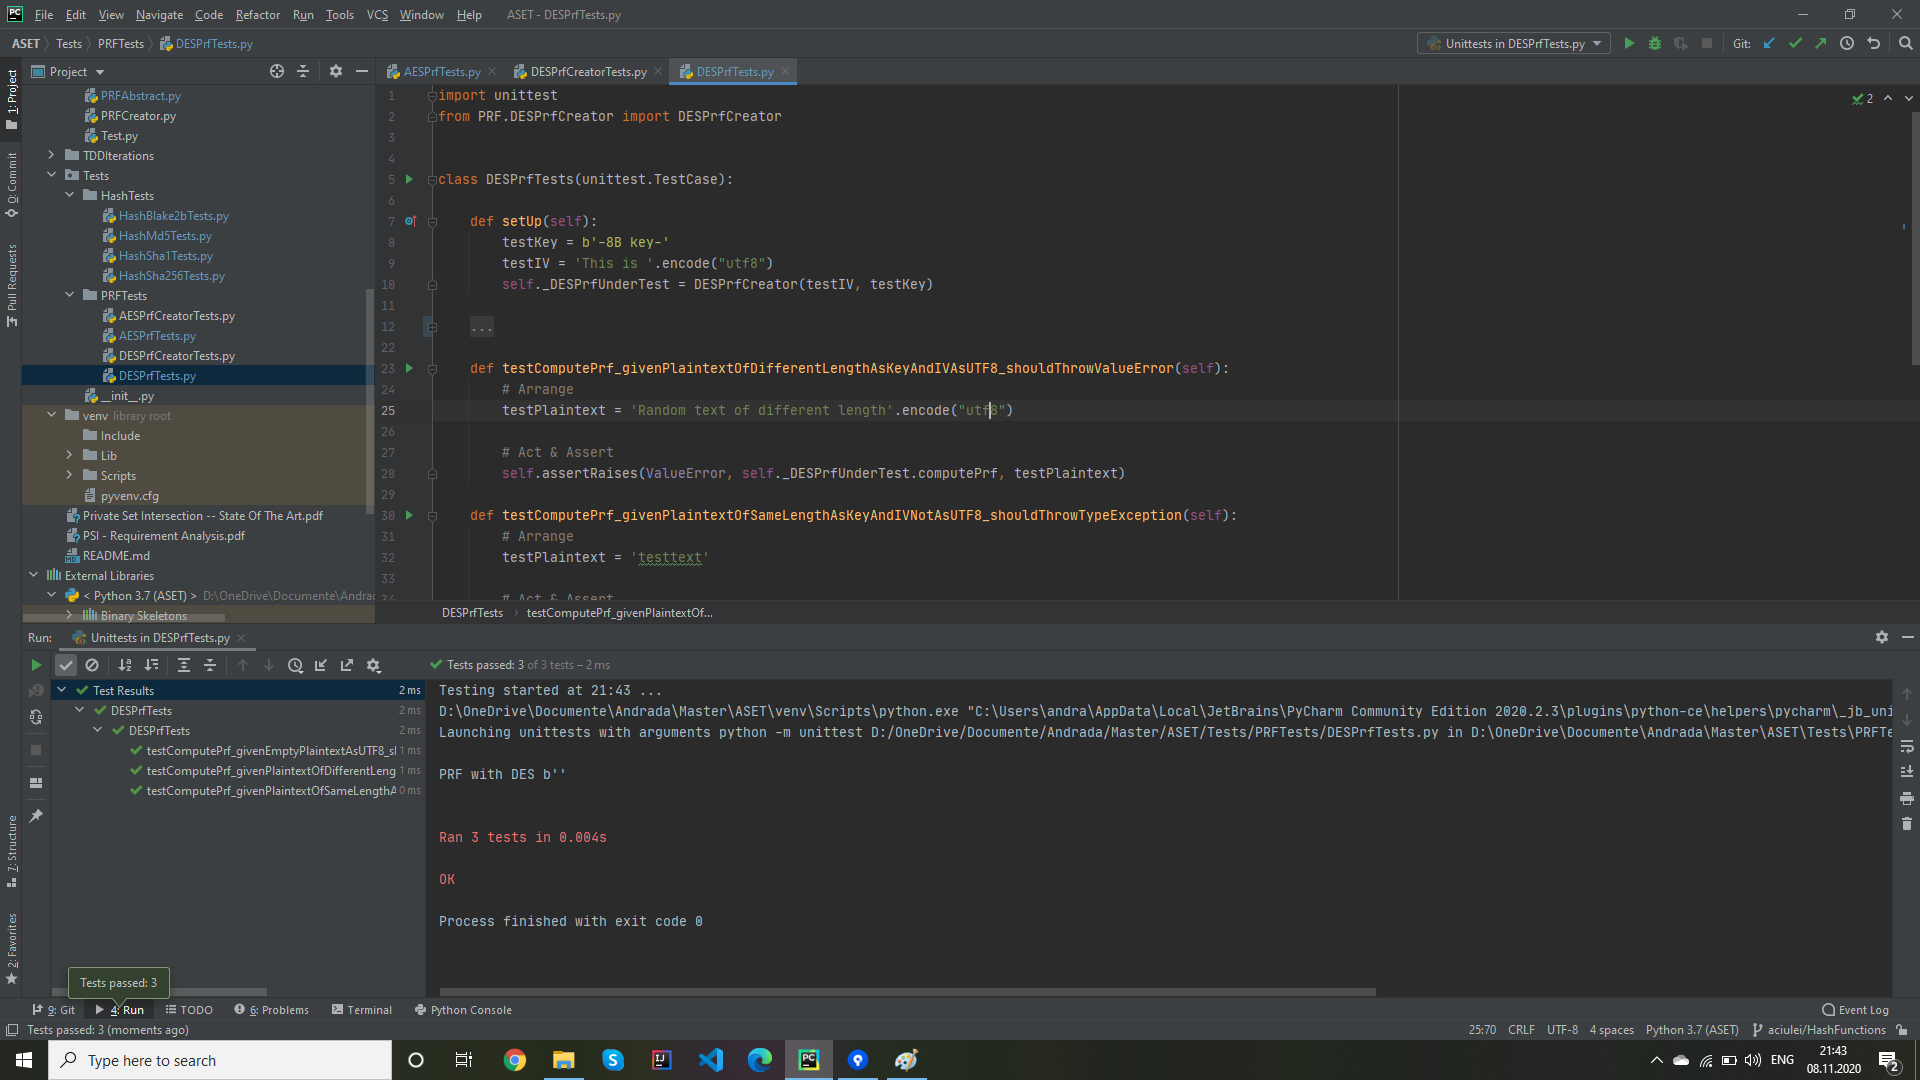 File Edit View Navigate Code Refactor Run Tools VCS Window Help ASET - DESPrfTests.py
ASET Tests PRFTests DESPrfTests.py Unittests in DESPrfTests.py Git:
Project AESPrfTests.py DESPrfCreatorTests.py DESPrfTests.py
1: Project
0: Commit
Pull Requests
7: Structure
2: Favorites
PRFAbstract.py
PRFCreator.py
Test.py
TDDIterations
Tests
HashTests
HashBlake2bTests.py
HashMd5Tests.py
HashSha1Tests.py
HashSha256Tests.py
PRFTests
AESPrfCreatorTests.py
AESPrfTests.py
DESPrfCreatorTests.py
DESPrfTests.py
__init__.py
venv library root
Include
Lib
Scripts
pyvenv.cfg
Private Set Intersection -- State Of The Art.pdf
PSI - Requirement Analysis.pdf
README.md
External Libraries
< Python 3.7 (ASET) > D:\OneDrive\Documente\Andrac
Binary Skeletons
1 import unittest
2 from PRF.DESPrfCreator import DESPrfCreator
3
4
5 class DESPrfTests(unittest.TestCase):
6
7 def setUp(self):
8 testKey = b'-8B key-'
9 testIV = 'This is '.encode("utf8")
10 self._DESPrfUnderTest = DESPrfCreator(testIV, testKey)
11
12 ...
22
23 def testComputePrf_givenPlaintextOfDifferentLengthAsKeyAndIVAsUTF8_shouldThrowValueError(self):
24 # Arrange
25 testPlaintext = 'Random text of different length'.encode("utf8")
26
27 # Act & Assert
28 self.assertRaises(ValueError, self._DESPrfUnderTest.computePrf, testPlaintext)
29
30 def testComputePrf_givenPlaintextOfSameLengthAsKeyAndIVNotAsUTF8_shouldThrowTypeException(self):
31 # Arrange
32 testPlaintext = 'testtext'
33
34 # Act & Assert
2
DESPrfTests testComputePrf_givenPlaintextOf...
Run: Unittests in DESPrfTests.py
Tests passed: 3 of 3 tests – 2 ms
Test Results 2 ms
DESPrfTests 2 ms
DESPrfTests 2 ms
testComputePrf_givenEmptyPlaintextAsUTF8_sl 1 ms
testComputePrf_givenPlaintextOfDifferentLeng 1 ms
testComputePrf_givenPlaintextOfSameLengthA 0 ms
Testing started at 21:43 ...
D:\OneDrive\Documente\Andrada\Master\ASET\venv\Scripts\python.exe "C:\Users\andra\AppData\Local\JetBrains\PyCharm Community Edition 2020.2.3\plugins\python-ce\helpers\pycharm\_jb_uni
Launching unittests with arguments python -m unittest D:/OneDrive/Documente/Andrada/Master/ASET/Tests/PRFTests/DESPrfTests.py in D:\OneDrive\Documente\Andrada\Master\ASET\Tests\PRFTe
PRF with DES b''
Ran 3 tests in 0.004s
OK
Process finished with exit code 0
Tests passed: 3
9: Git 4: Run TODO 6: Problems Terminal Python Console Event Log
Tests passed: 3 (moments ago) 25:70 CRLF UTF-8 4 spaces Python 3.7 (ASET) aciulei/HashFunctions
Type here to search ENG 21:43
08.11.2020 2